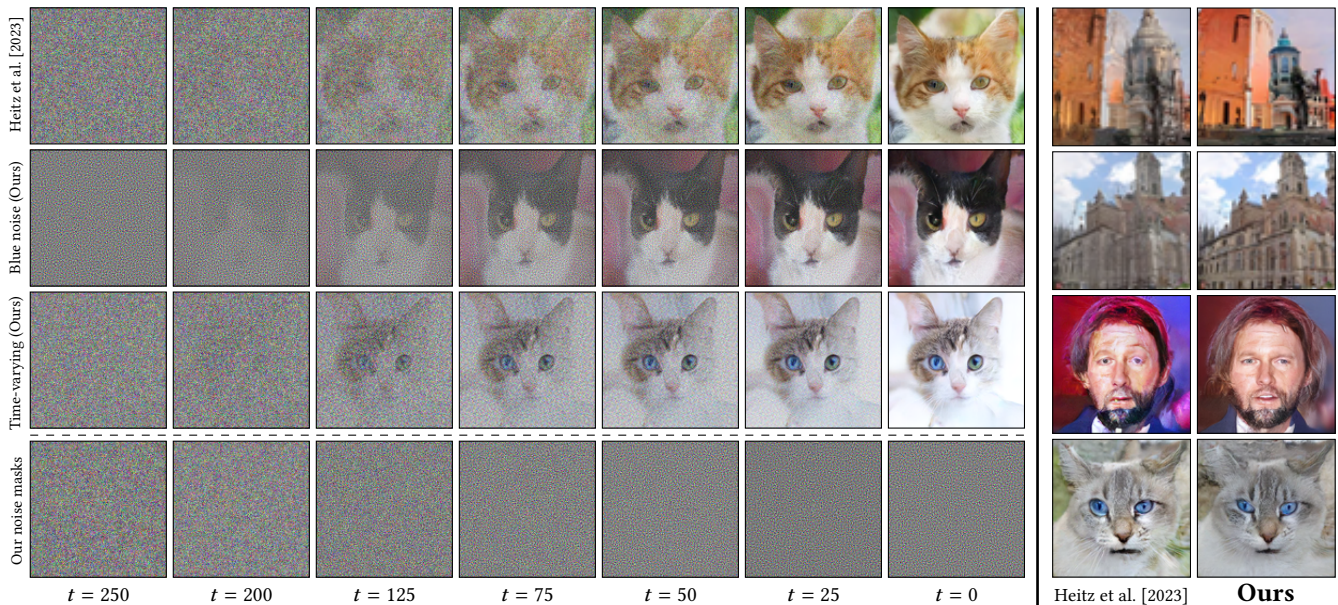 Heitz et al. [2023]
Blue noise (Ours)
Time-varying (Ours)
Our noise masks
t = 250
t = 200
t = 125
t = 75
t = 50
t = 25
t = 0
Heitz et al. [2023]
Ours